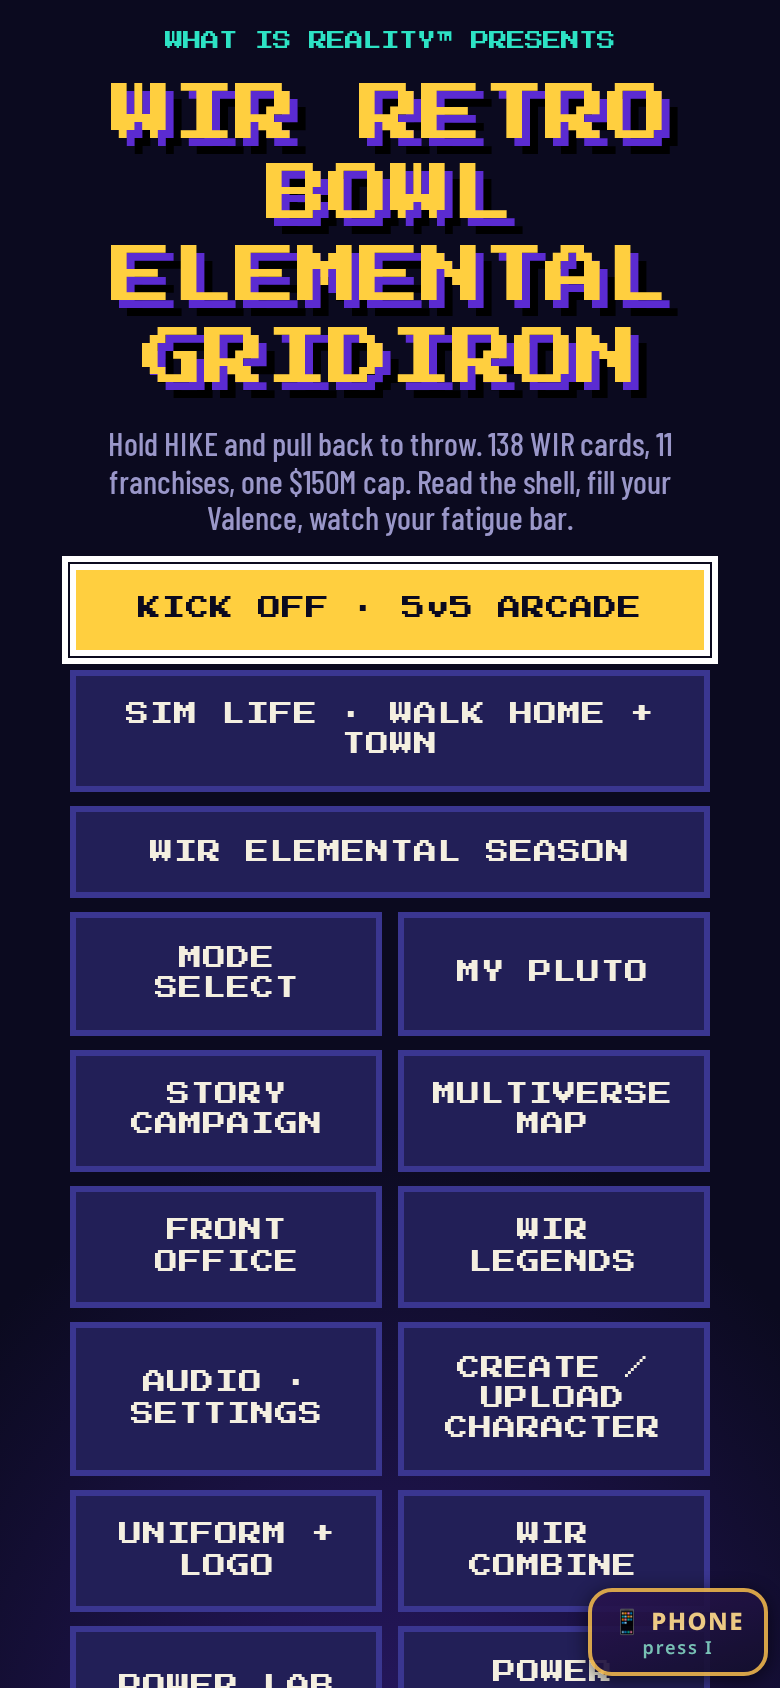 WHAT IS REALITY™ PRESENTS
WIR RETRO
BOWL
ELEMENTAL
GRIDIRON
Hold HIKE and pull back to throw. 138 WIR cards, 11
franchises, one $150M cap. Read the shell, fill your
Valence, watch your fatigue bar.
KICK OFF · 5v5 ARCADE
SIM LIFE · WALK HOME +
TOWN
WIR ELEMENTAL SEASON
MODE
SELECT
MY PLUTO
STORY
CAMPAIGN
MULTIVERSE
MAP
FRONT
OFFICE
WIR
LEGENDS
AUDIO ·
SETTINGS
CREATE /
UPLOAD
CHARACTER
UNIFORM +
LOGO
WIR
COMBINE
📱 PHONE
press I
POWER LAB
POWER